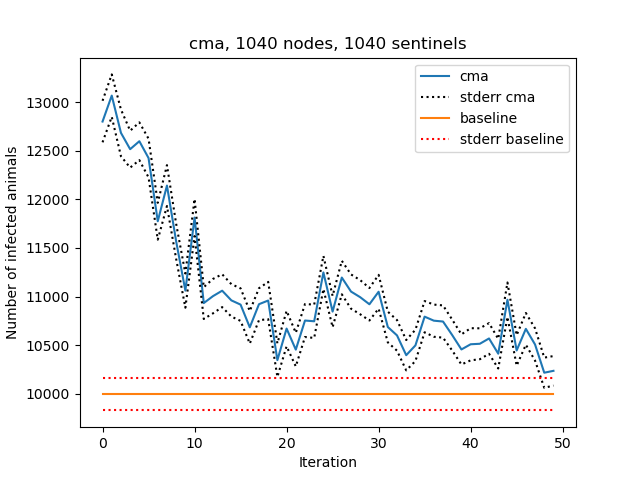 cma, 1040 nodes, 1040 sentinels
cma
stderr cma
baseline
stderr baseline
Number of infected animals
13000
12500
12000
11500
11000
10500
10000
0 10 20 30 40 50
Iteration